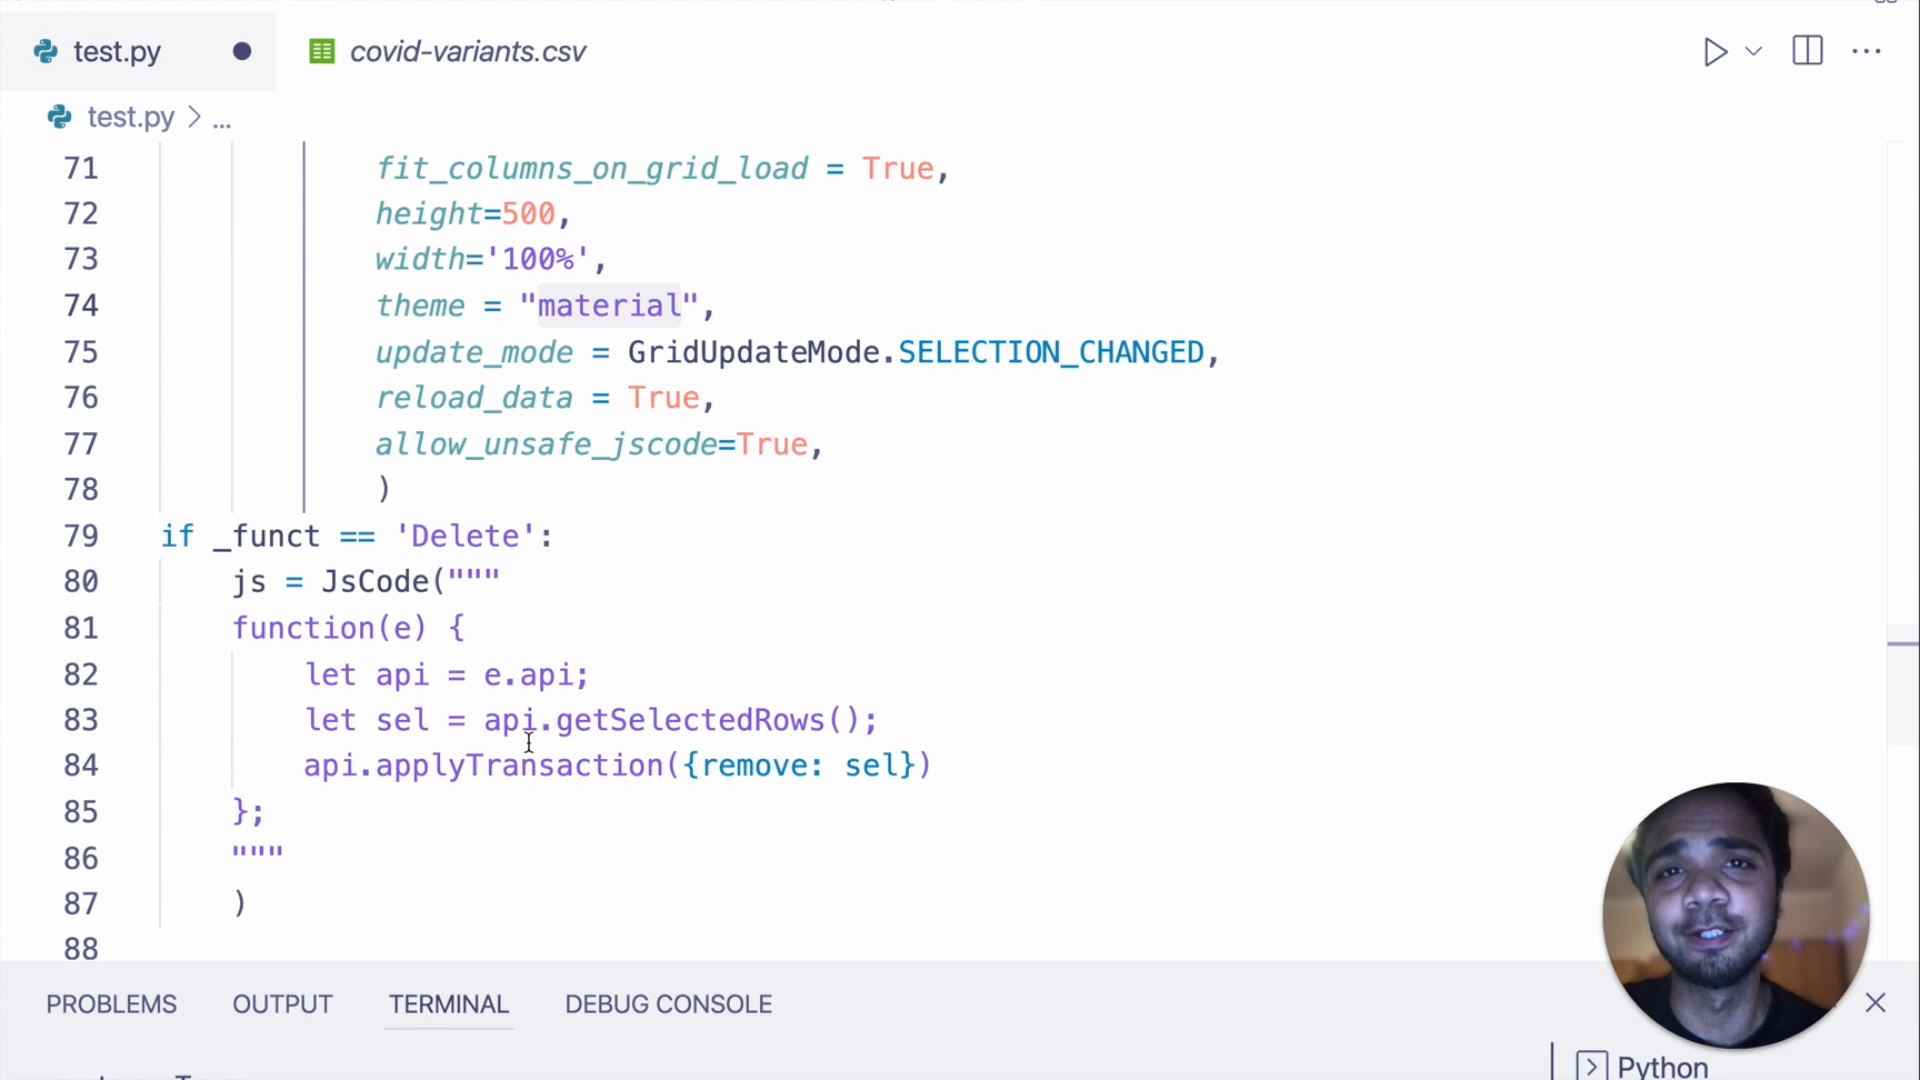 test.py
covid-variants.csv
test.py > ...
71 fit_columns_on_grid_load = True,
72 height=500,
73 width='100%',
74 theme = "material",
75 update_mode = GridUpdateMode.SELECTION_CHANGED,
76 reload_data = True,
77 allow_unsafe_jscode=True,
78 )
79 if _funct == 'Delete':
80 js = JsCode("""
81 function(e) {
82 let api = e.api;
83 let sel = api.getSelectedRows();
84 api.applyTransaction({remove: sel})
85 };
86 """
87 )
88
PROBLEMS OUTPUT TERMINAL DEBUG CONSOLE
Python